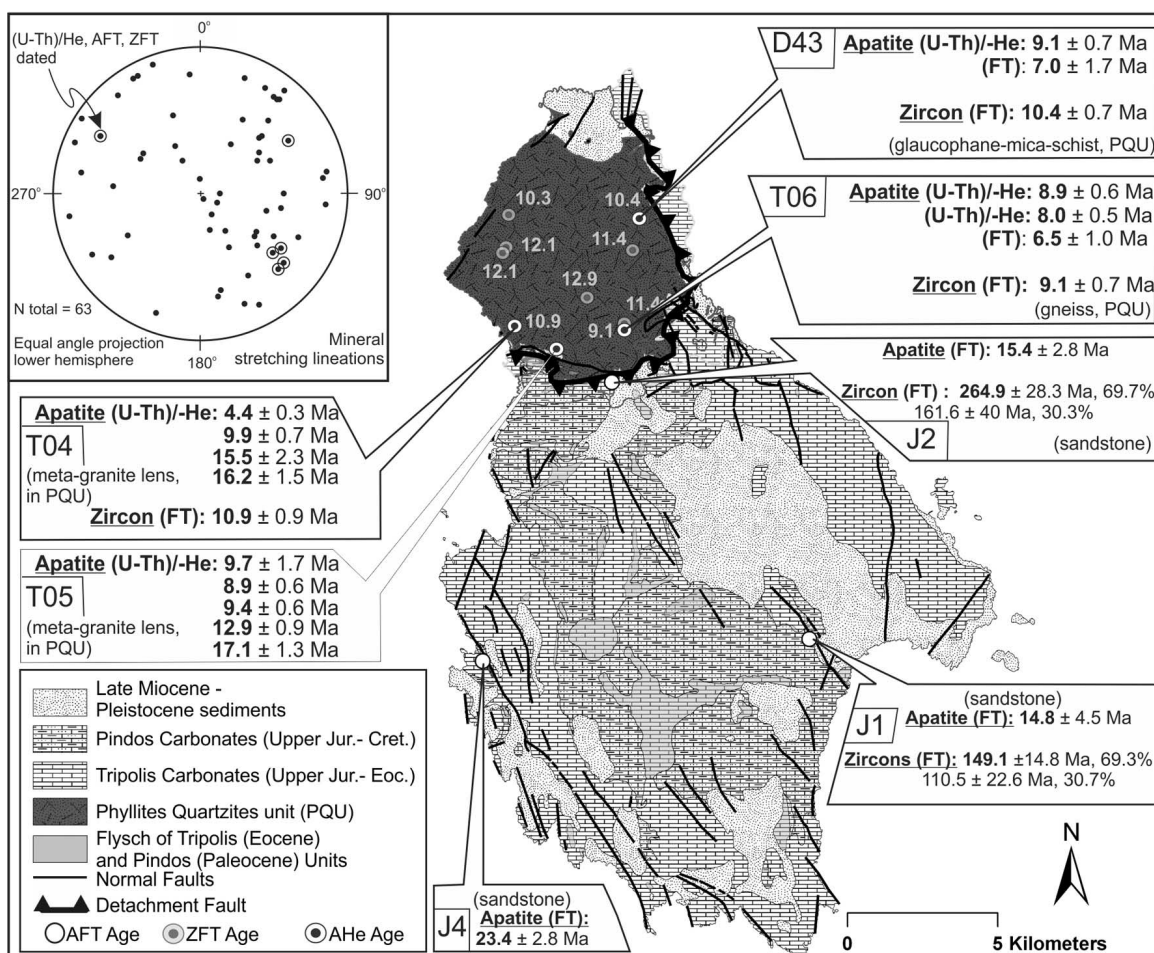 (U-Th)/He, AFT, ZFT
dated
0°
270°
90°
N total = 63
Equal angle projection
lower hemisphere
180°
Mineral
stretching lineations
D43
Apatite (U-Th)/-He: 9.1 ± 0.7 Ma
(FT): 7.0 ± 1.7 Ma
Zircon (FT): 10.4 ± 0.7 Ma
(glaucophane-mica-schist, PQU)
T06
Apatite (U-Th)/-He: 8.9 ± 0.6 Ma
(U-Th)/-He: 8.0 ± 0.5 Ma
(FT): 6.5 ± 1.0 Ma
Zircon (FT): 9.1 ± 0.7 Ma
(gneiss, PQU)
10.3
10.4
12.1
12.1
11.4
12.9
11.4
10.9
9.1
Apatite (FT): 15.4 ± 2.8 Ma
Zircon (FT) : 264.9 ± 28.3 Ma, 69.7%
161.6 ± 40 Ma, 30.3%
J2
(sandstone)
Apatite (U-Th)/-He: 4.4 ± 0.3 Ma
9.9 ± 0.7 Ma
T04
15.5 ± 2.3 Ma
(meta-granite lens,
in PQU)
16.2 ± 1.5 Ma
Zircon (FT): 10.9 ± 0.9 Ma
Apatite (U-Th)/-He: 9.7 ± 1.7 Ma
8.9 ± 0.6 Ma
T05
9.4 ± 0.6 Ma
(meta-granite lens,
in PQU)
12.9 ± 0.9 Ma
17.1 ± 1.3 Ma
(sandstone)
J1
Apatite (FT): 14.8 ± 4.5 Ma
Zircons (FT): 149.1 ±14.8 Ma, 69.3%
110.5 ± 22.6 Ma, 30.7%
Late Miocene -
Pleistocene sediments
Pindos Carbonates (Upper Jur.- Cret.)
Tripolis Carbonates (Upper Jur.- Eoc.)
Phyllites Quartzites unit (PQU)
Flysch of Tripolis (Eocene)
and Pindos (Paleocene) Units
Normal Faults
Detachment Fault
AFT Age ZFT Age AHe Age
(sandstone)
J4
Apatite (FT):
23.4 ± 2.8 Ma
N
0 5 Kilometers